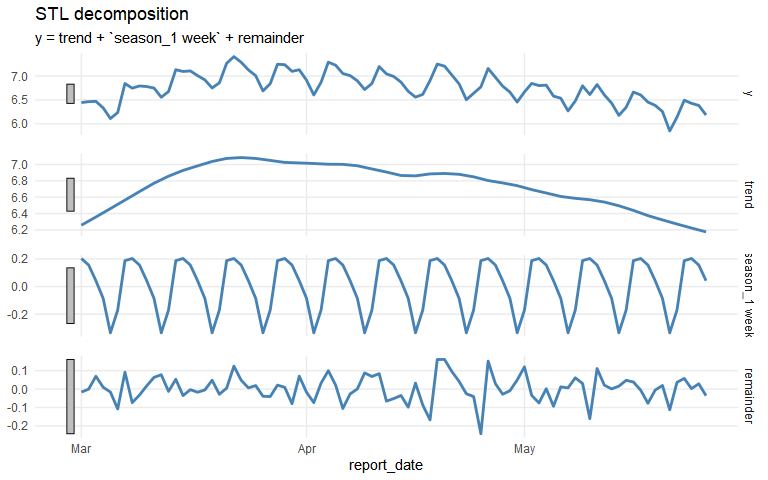 STL decomposition
y = trend + `season_1 week` + remainder
7.0
6.5
6.0
y
7.0
6.8
6.6
6.4
6.2
trend
0.2
0.0
-0.2
season_1 week
0.1
0.0
-0.1
-0.2
remainder
Mar Apr May
report_date